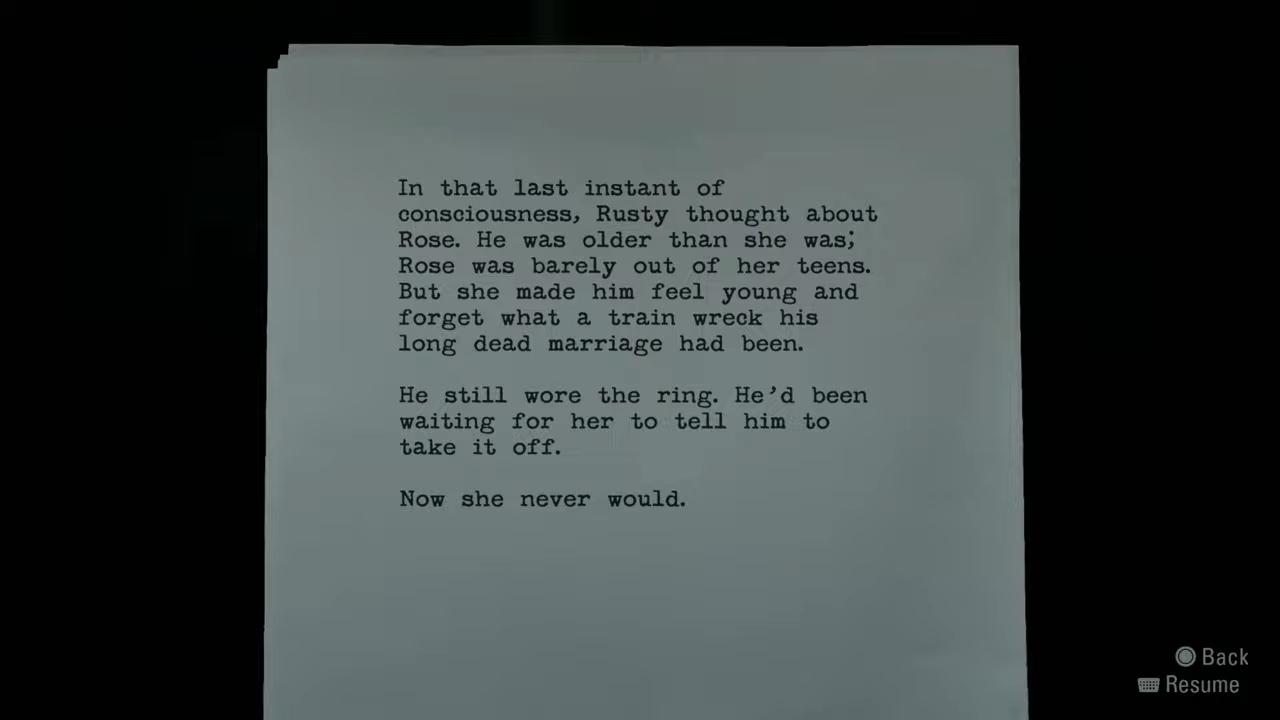 In that last instant of
consciousness, Rusty thought about
Rose. He was older than she was;
Rose was barely out of her teens.
But she made him feel young and
forget what a train wreck his
long dead marriage had been.
He still wore the ring. He’d been
waiting for her to tell him to
take it off.
Now she never would.
Back
Resume